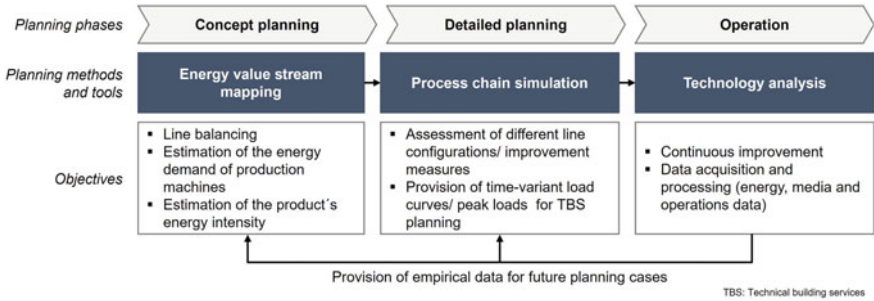 Planning phases
Concept planning
Detailed planning
Operation
Planning methods
and tools
Energy value stream
mapping
Process chain simulation
Technology analysis
Objectives
▪ Line balancing
▪ Estimation of the energy
demand of production
machines
▪ Estimation of the product´s
energy intensity
▪ Assessment of different line
configurations/ improvement
measures
▪ Provision of time-variant load
curves/ peak loads for TBS
planning
▪ Continuous improvement
▪ Data acquisition and
processing (energy, media and
operations data)
Provision of empirical data for future planning cases
TBS: Technical building services